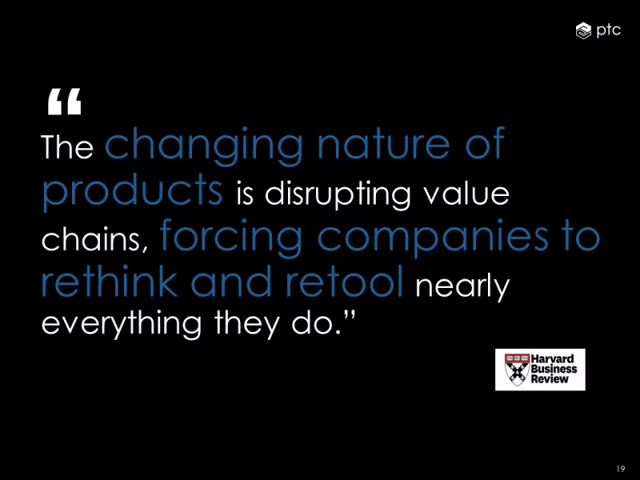 ptc
“
The changing nature of
products is disrupting value
chains, forcing companies to
rethink and retool nearly
everything they do.”
Harvard
Business
Review
19